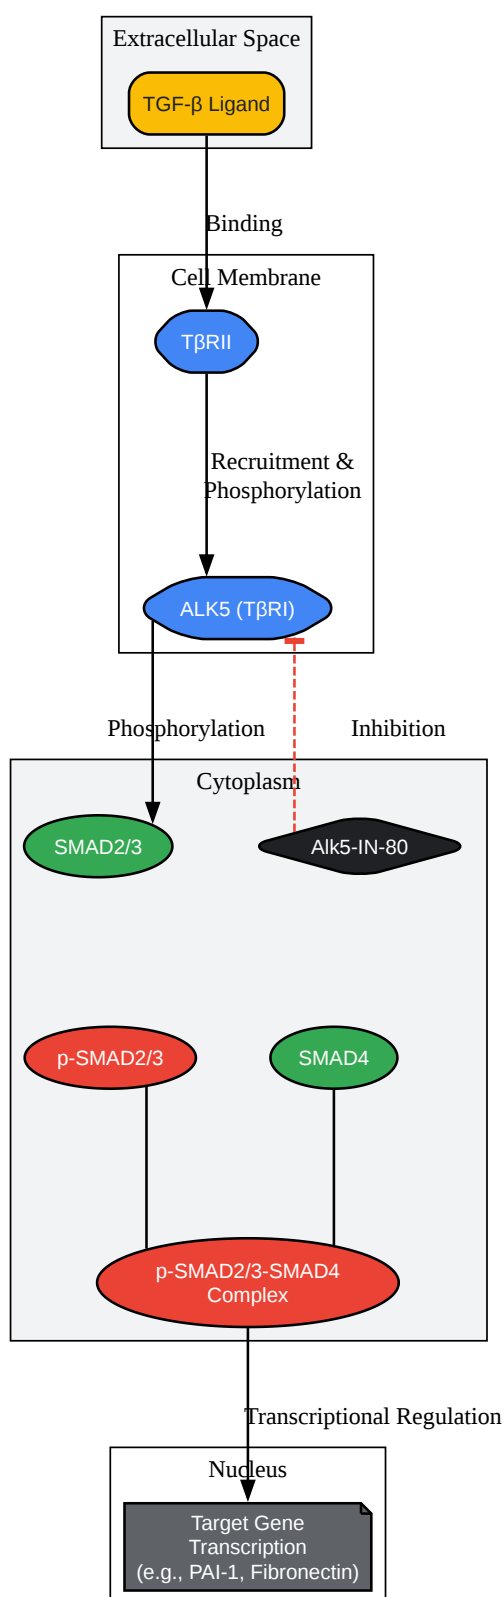 Extracellular Space
TGF-β Ligand
Binding
Cell Membrane
TβRII
Recruitment &
Phosphorylation
ALK5 (TβRI)
Phosphorylation
Inhibition
Cytoplasm
SMAD2/3
Alk5-IN-80
p-SMAD2/3
SMAD4
p-SMAD2/3-SMAD4
Complex
Transcriptional Regulation
Nucleus
Target Gene
Transcription
(e.g., PAI-1, Fibronectin)